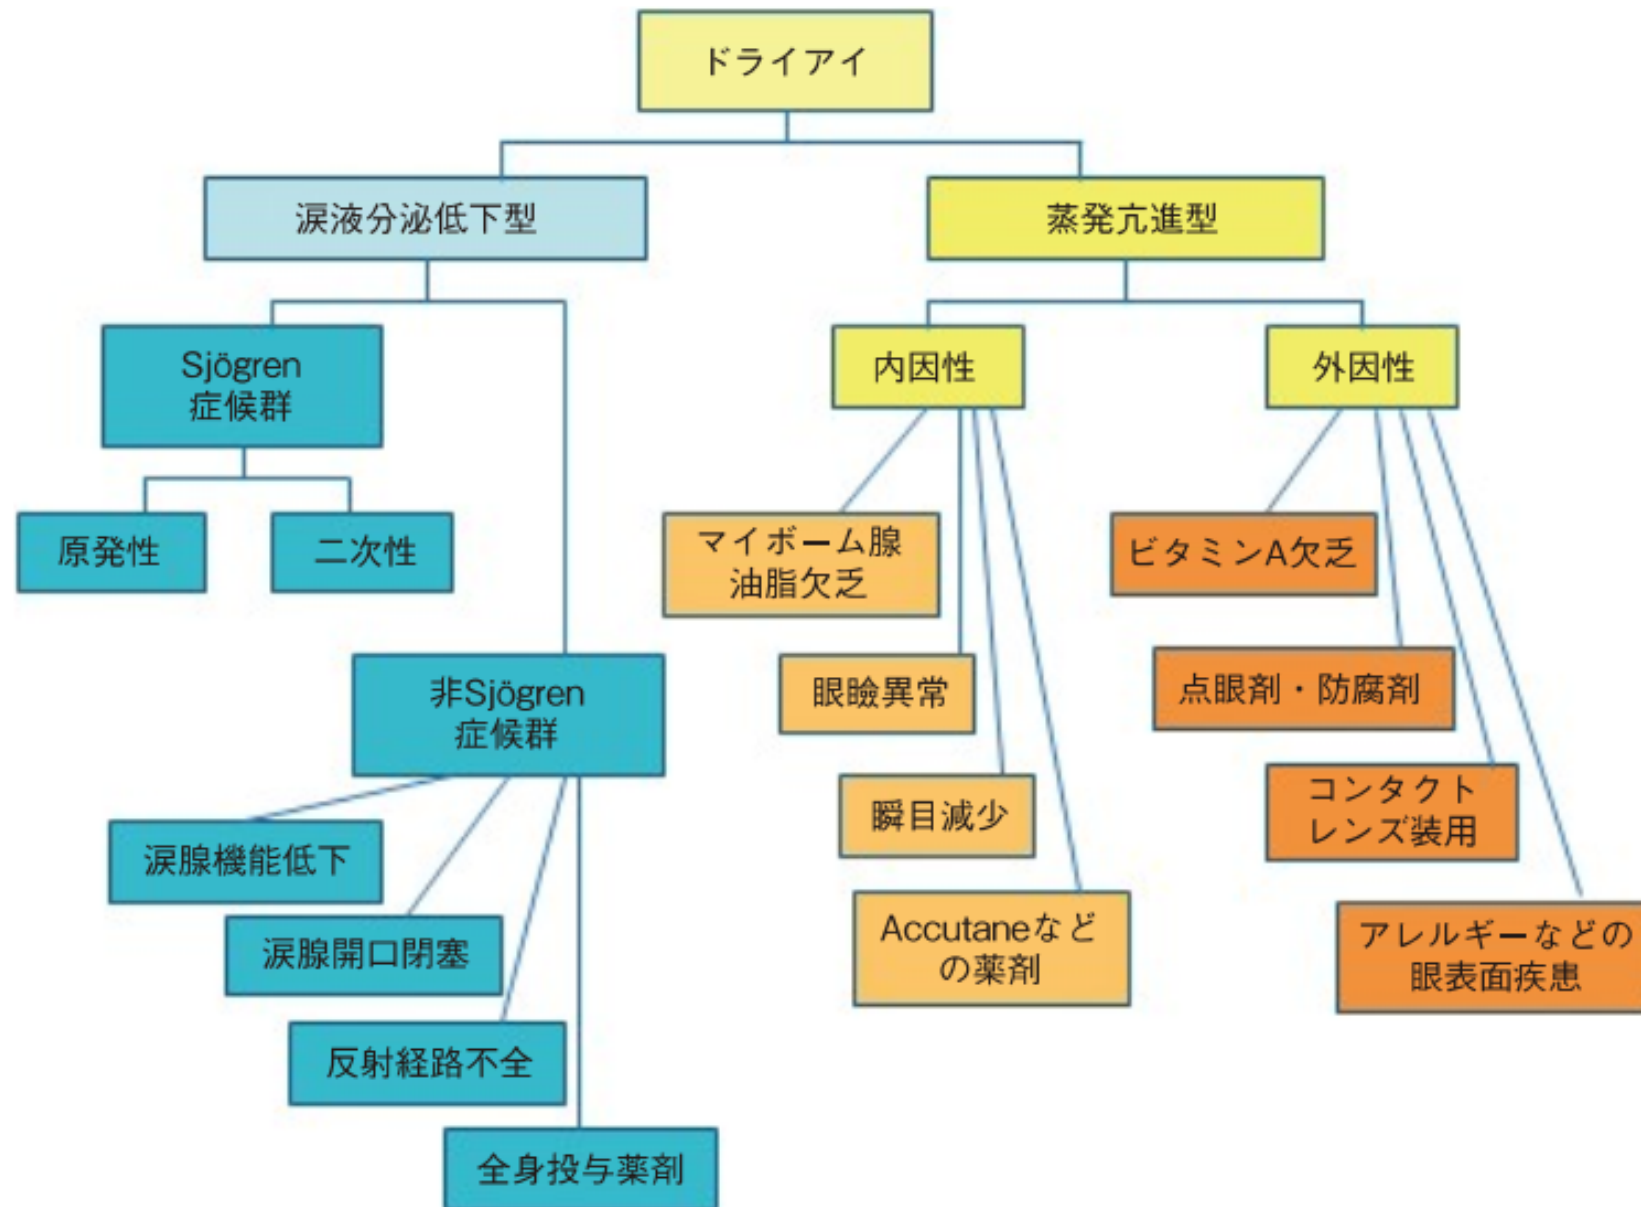 ドライアイ
涙液分泌低下型
蒸発亢進型
Sjögren
症候群
内因性
外因性
原発性
二次性
マイボーム腺
油脂欠乏
ビタミンA欠乏
非Sjögren
症候群
眼瞼異常
点眼剤・防腐剤
瞬目減少
コンタクト
レンズ装用
涙腺機能低下
涙腺開口閉塞
Accutaneなど
の薬剤
アレルギーなどの
眼表面疾患
反射経路不全
全身投与薬剤